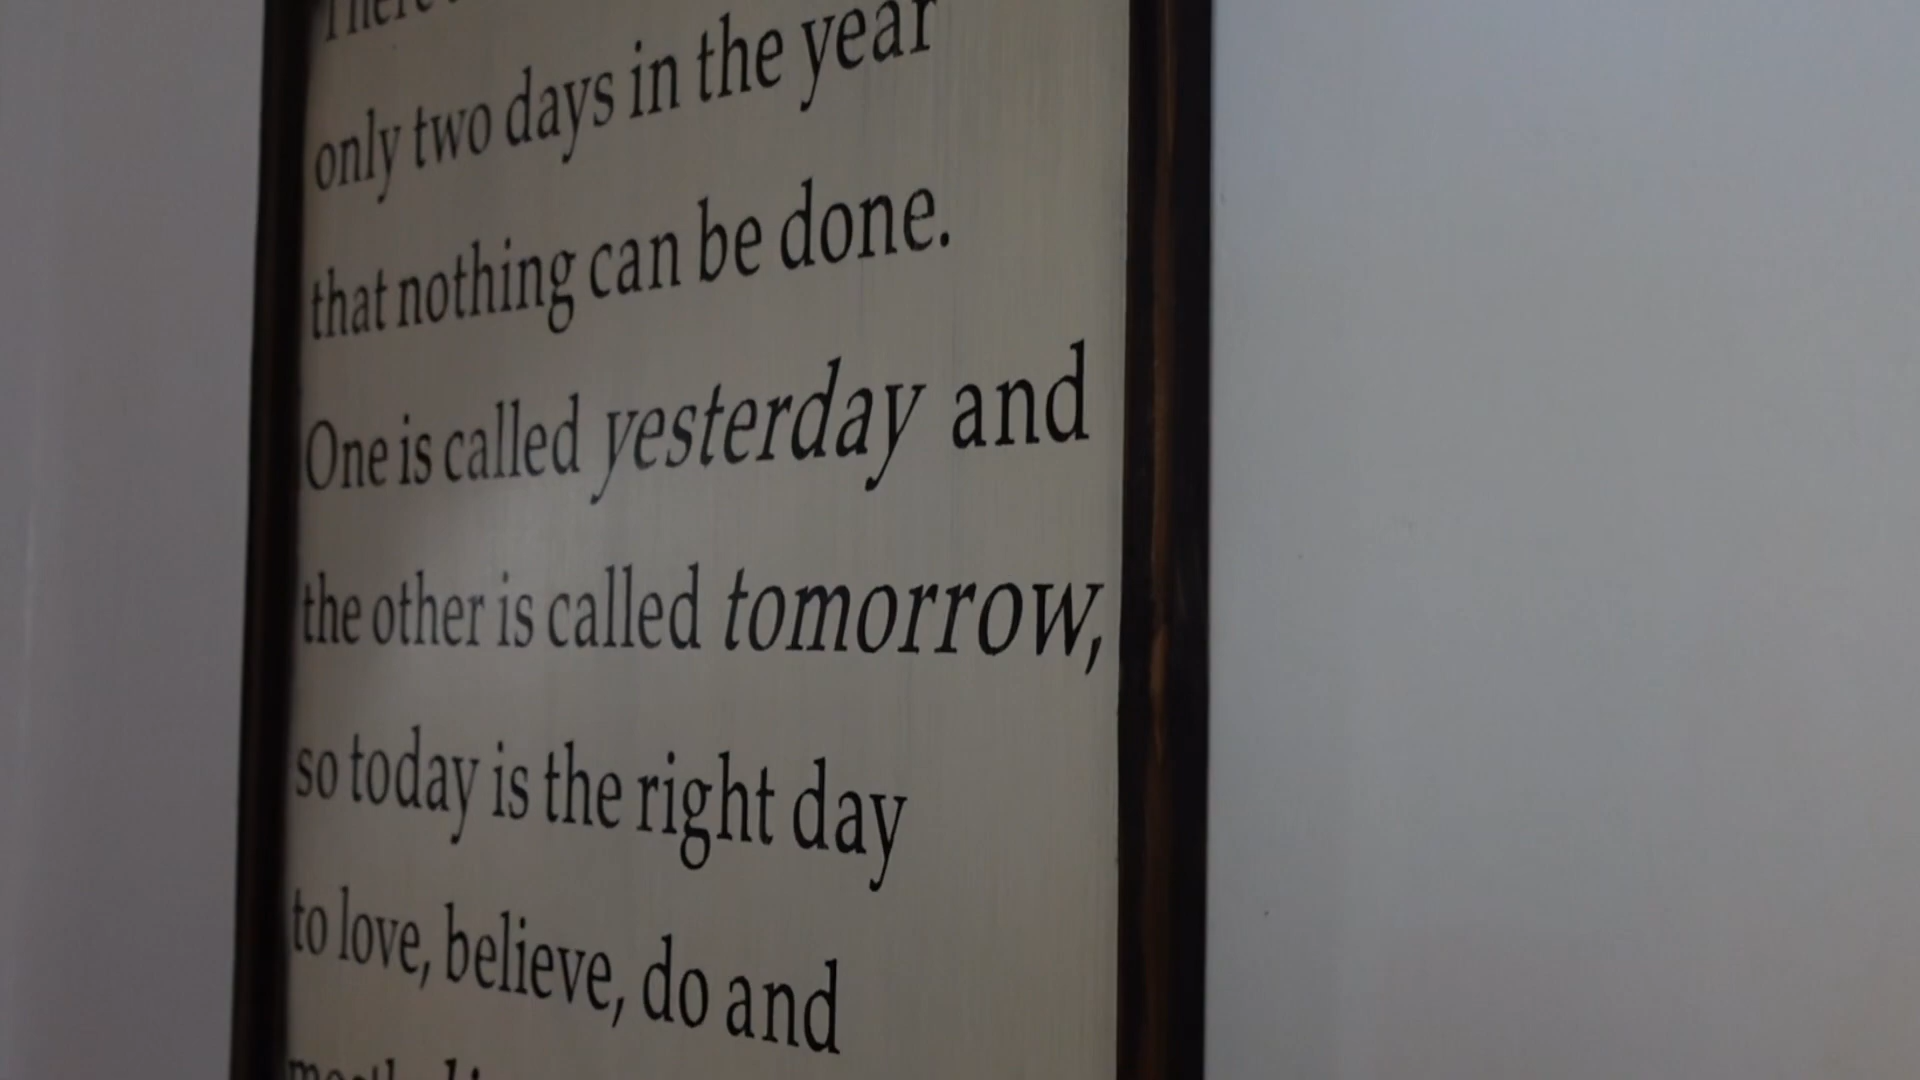 There
only two days in the year
that nothing can be done.
One is called yesterday and
the other is called tomorrow,
so today is the right day
to love, believe, do and